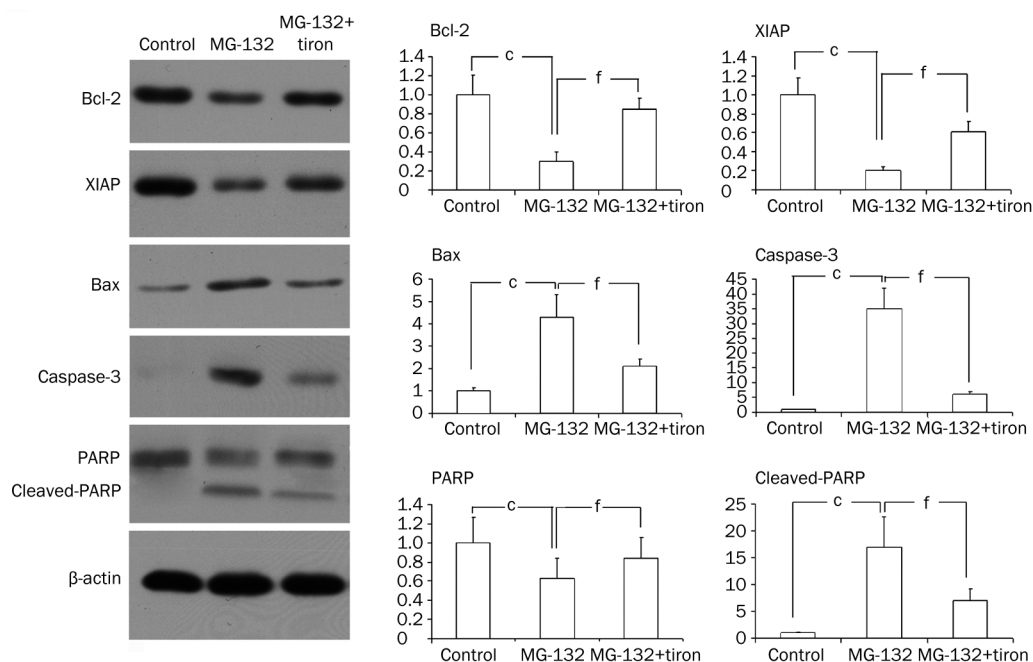 Control MG-132 MG-132+
tiron
Bcl-2
XIAP
Bax
Caspase-3
PARP
Cleaved-PARP
β-actin
Bcl-2
c
f
1.4
1.2
1.0
0.8
0.6
0.4
0.2
0
Control MG-132 MG-132+tiron
XIAP
c
f
1.4
1.2
1.0
0.8
0.6
0.4
0.2
0
Control MG-132 MG-132+tiron
Bax
c f
6
5
4
3
2
1
0
Control MG-132 MG-132+tiron
Caspase-3
c f
45
40
35
30
25
20
15
10
5
0
Control MG-132 MG-132+tiron
PARP
c f
1.4
1.2
1.0
0.8
0.6
0.4
0.2
0
Control MG-132 MG-132+tiron
Cleaved-PARP
c f
25
20
15
10
5
0
Control MG-132 MG-132+tiron